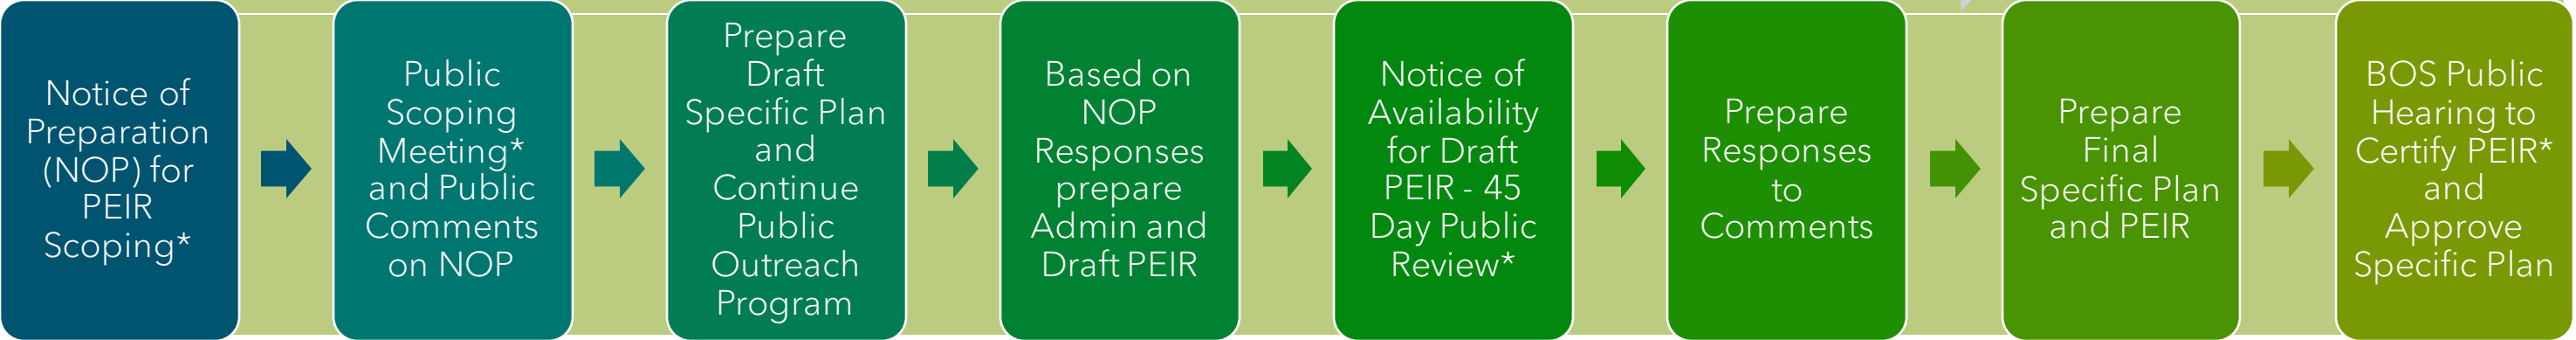 Notice of
Preparation
(NOP) for
PEIR
Scoping*
Public
Scoping
Meeting*
and Public
Comments
on NOP
Prepare
Draft
Specific Plan
and
Continue
Public
Outreach
Program
Based on
NOP
Responses
prepare
Admin and
Draft PEIR
Notice of
Availability
for Draft
PEIR - 45
Day Public
Review*
Prepare
Responses
to
Comments
Prepare
Final
Specific Plan
and PEIR
BOS Public
Hearing to
Certify PEIR*
and
Approve
Specific Plan